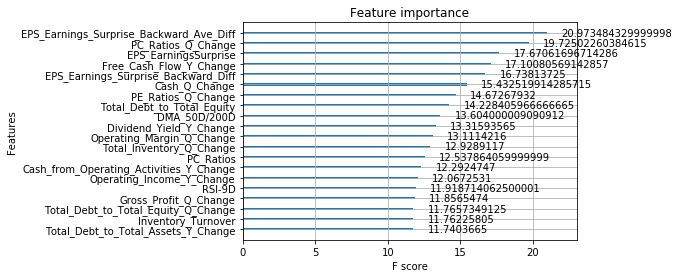 Feature importance
EPS_Earnings_Surprise_Backward_Ave_Diff 20.973484329999998
PC_Ratios_Q_Change 19.72502260384615
EPS_EarningsSurprise 17.67061696714286
Free_Cash_Flow_Y_Change 17.10080569142857
EPS_Earnings_Surprise_Backward_Diff 16.73813725
Cash_Q_Change 15.432519914285715
PE_Ratios_Q_Change 14.67267932
Total_Debt_to_Total_Equity 14.228405966666665
DMA_50D/200D 13.604000009090912
Dividend_Yield_Y_Change 13.31593565
Operating_Margin_Q_Change 13.1114216
Total_Inventory_Q_Change 12.9289117
PC_Ratios 12.537864059999999
Cash_from_Operating_Activities_Y_Change 12.2924747
Operating_Income_Y_Change 12.0672531
RSI-9D 11.918714062500001
Gross_Profit_Q_Change 11.8565474
Total_Debt_to_Total_Equity_Q_Change 11.7657349125
Inventory_Turnover 11.76225805
Total_Debt_to_Total_Assets_Y_Change 11.7403665
0 5 10 15 20
F score
Features